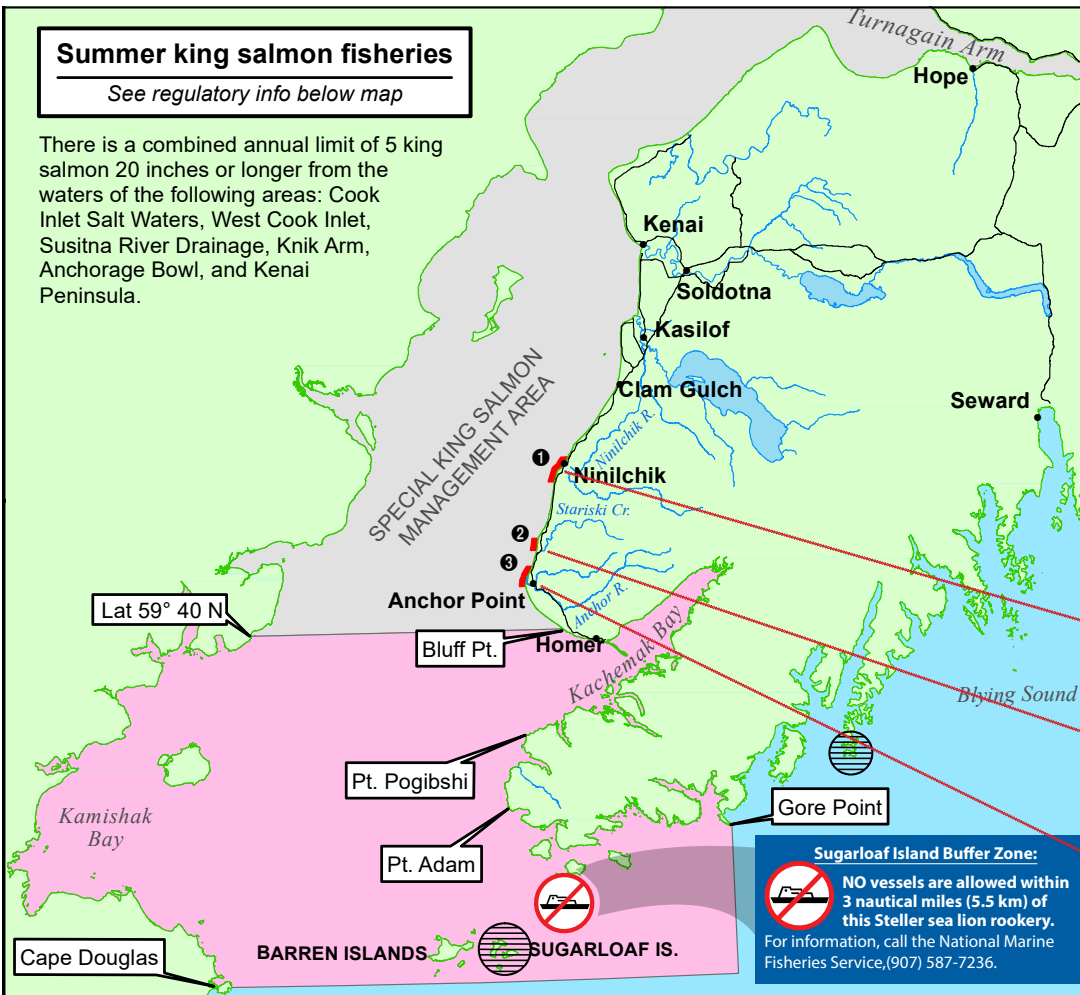 Summer king salmon fisheries
See regulatory info below map
There is a combined annual limit of 5 king
salmon 20 inches or longer from the
waters of the following areas: Cook
Inlet Salt Waters, West Cook Inlet,
Susitna River Drainage, Knik Arm,
Anchorage Bowl, and Kenai
Peninsula.
Turnagain Arm
Hope
Kenai
Soldotna
Kasilof
Clam Gulch
Seward
SPECIAL KING SALMON
MANAGEMENT AREA
Ninilchik R.
1
Ninilchik
Stariski Cr.
2
3
Anchor Point
Anchor R.
Lat 59° 40 N
Bluff Pt.
Homer
Kachemak Bay
Blying Sound
Pt. Pogibshi
Kamishak
Bay
Gore Point
Pt. Adam
Sugarloaf Island Buffer Zone:
NO vessels are allowed within
3 nautical miles (5.5 km) of
this Steller sea lion rookery.
For information, call the National Marine
Fisheries Service,(907) 587-7236.
BARREN ISLANDS
SUGARLOAF IS.
Cape Douglas